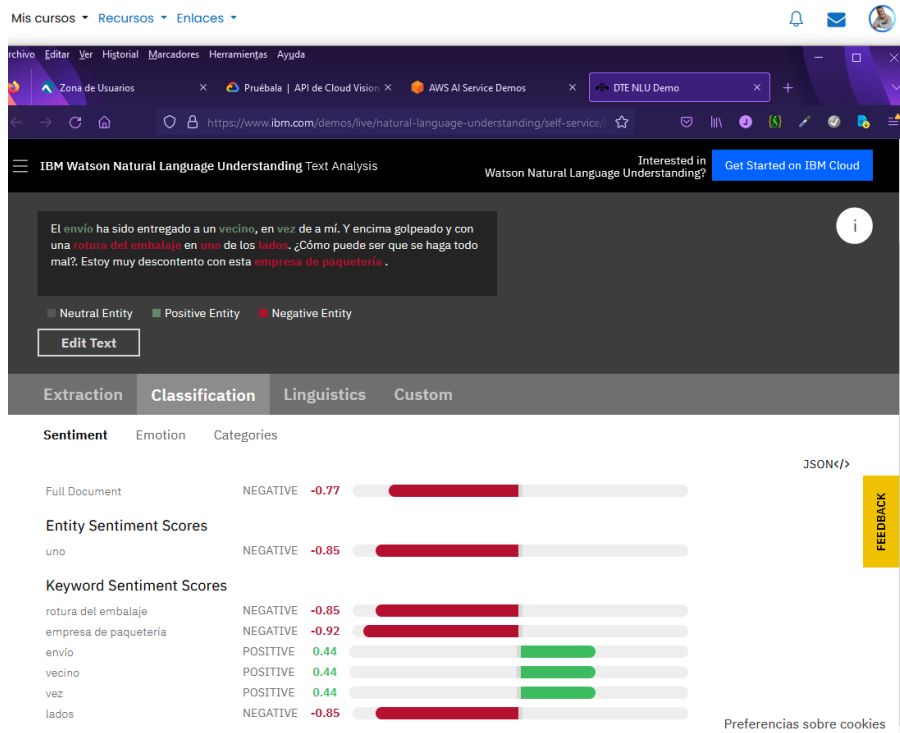 Mis cursos Recursos Enlaces
rchivo Editar Ver Historial Marcadores Herramientas Ayuda
Zona de Usuarios × Pruébala | API de Cloud Vision × AWS AI Service Demos × DTE NLU Demo × +
https://www.ibm.com/demos/live/natural-language-understanding/self-service/
IBM Watson Natural Language Understanding Text Analysis
Interested in
Watson Natural Language Understanding?
Get Started on IBM Cloud
El envío ha sido entregado a un vecino, en vez de a mí. Y encima golpeado y con
una rotura del embalaje en uno de los lados. ¿Cómo puede ser que se haga todo
mal?. Estoy muy descontento con esta empresa de paquetería .
i
Neutral Entity Positive Entity Negative Entity
Edit Text
Extraction Classification Linguistics Custom
Sentiment Emotion Categories
JSON</>
Full Document NEGATIVE -0.77
FEEDBACK
Entity Sentiment Scores
uno NEGATIVE -0.85
Keyword Sentiment Scores
rotura del embalaje NEGATIVE -0.85
empresa de paquetería NEGATIVE -0.92
envío POSITIVE 0.44
vecino POSITIVE 0.44
vez POSITIVE 0.44
lados NEGATIVE -0.85
Preferencias sobre cookies